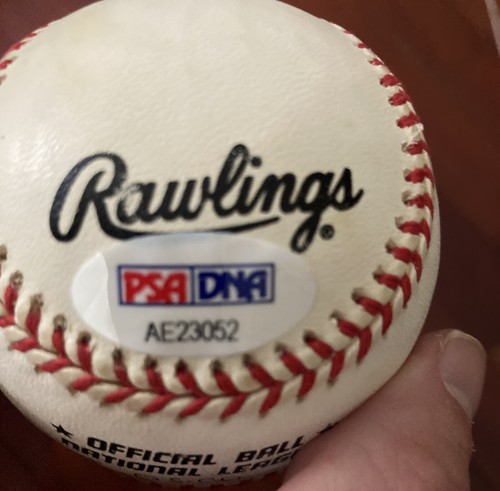 Rawlings®
PSA DNA
AE23052
★ OFFICIAL BALL ★
NATIONAL LEAGUE